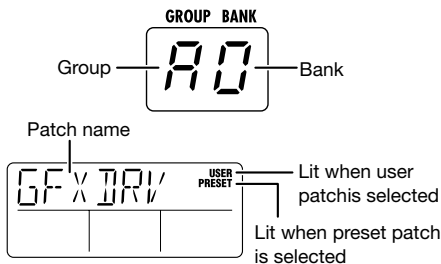 GROUP BANK
Group
A0
Bank
Patch name
GFX DRV
USER
PRESET
Lit when user
patchis selected
Lit when preset patch
is selected